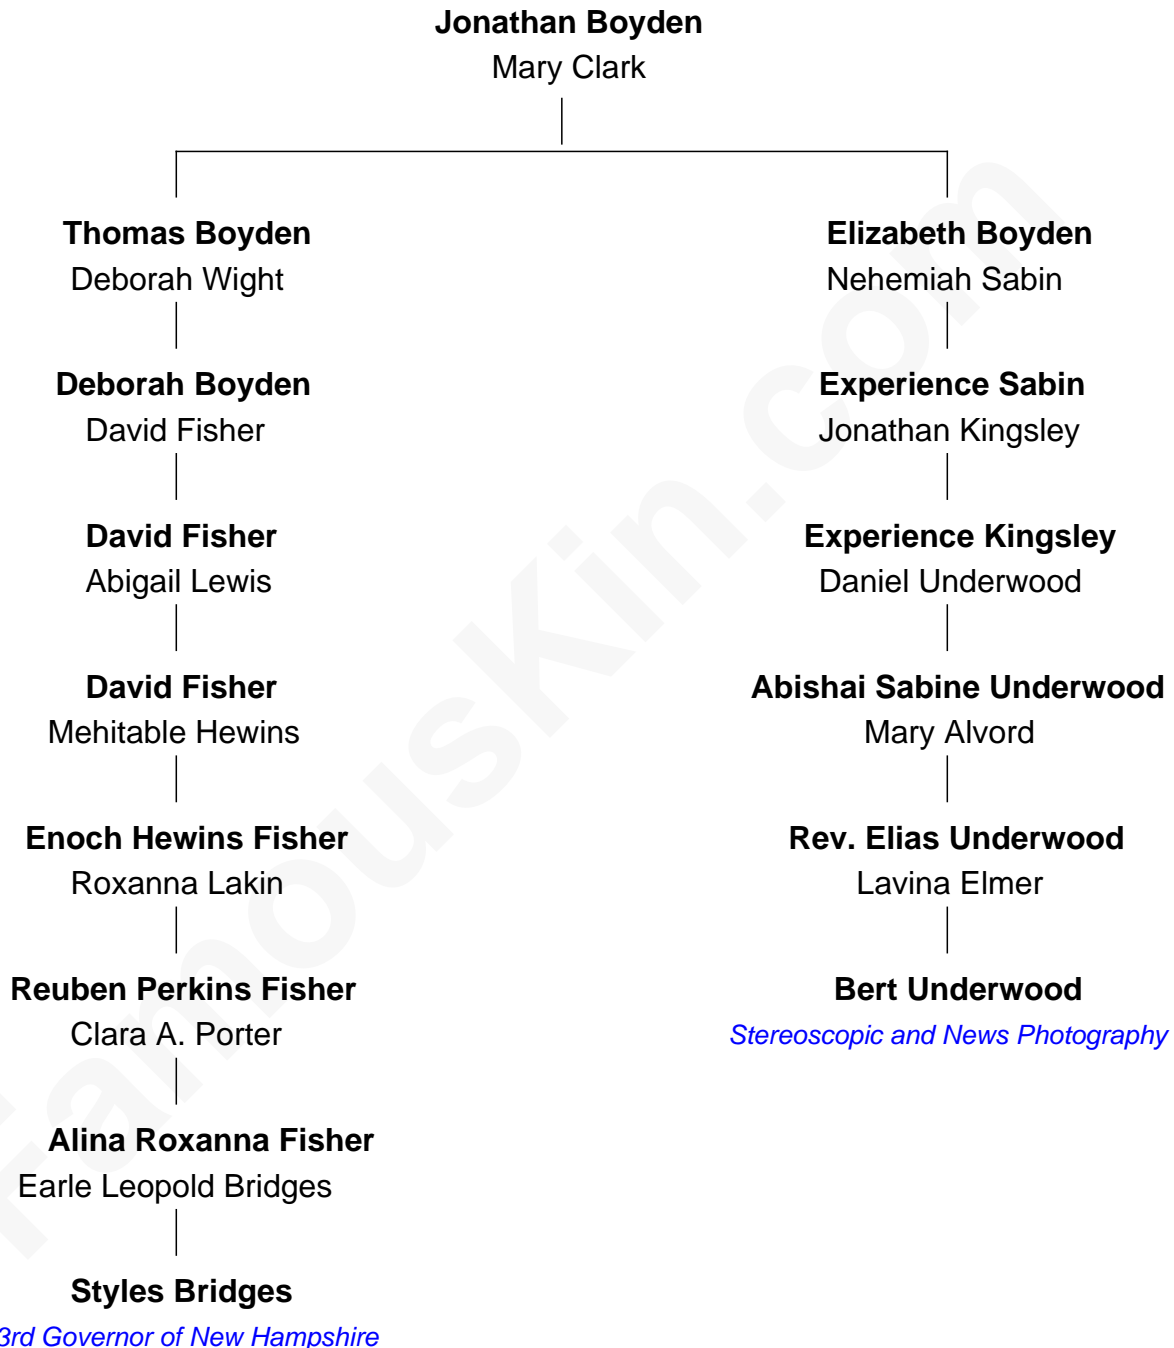 Jonathan Boyden
Mary Clark
Thomas Boyden
Deborah Wight
Deborah Boyden
David Fisher
David Fisher
Abigail Lewis
David Fisher
Mehitable Hewins
Enoch Hewins Fisher
Roxanna Lakin
Reuben Perkins Fisher
Clara A. Porter
Alina Roxanna Fisher
Earle Leopold Bridges
Styles Bridges
3rd Governor of New Hampshire
Elizabeth Boyden
Nehemiah Sabin
Experience Sabin
Jonathan Kingsley
Experience Kingsley
Daniel Underwood
Abishai Sabine Underwood
Mary Alvord
Rev. Elias Underwood
Lavina Elmer
Bert Underwood
Stereoscopic and News Photography
FamousKin.com